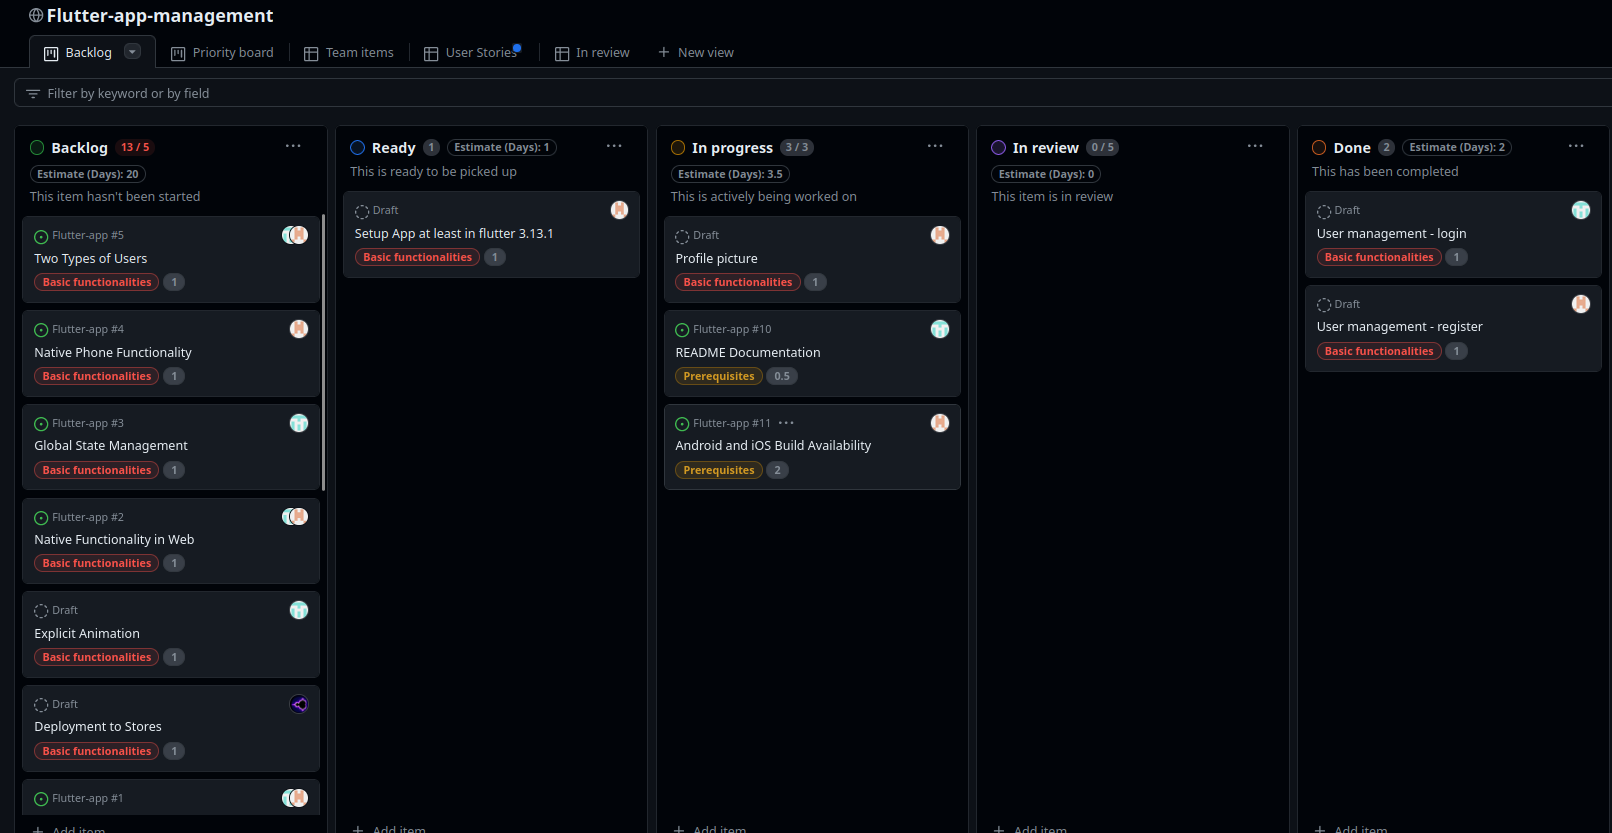 Flutter-app-management
Backlog
Priority board
Team items
User Stories
In review
New view
Filter by keyword or by field
Backlog 13 / 5
Estimate (Days): 20
This item hasn't been started
Flutter-app #5
Two Types of Users
Basic functionalities 1
Flutter-app #4
Native Phone Functionality
Basic functionalities 1
Flutter-app #3
Global State Management
Basic functionalities 1
Flutter-app #2
Native Functionality in Web
Basic functionalities 1
Draft
Explicit Animation
Basic functionalities 1
Draft
Deployment to Stores
Basic functionalities 1
Flutter-app #1
Add item
Ready 1 Estimate (Days): 1
This is ready to be picked up
Draft
Setup App at least in flutter 3.13.1
Basic functionalities 1
Add item
In progress 3 / 3
Estimate (Days): 3.5
This is actively being worked on
Draft
Profile picture
Basic functionalities 1
Flutter-app #10
README Documentation
Prerequisites 0.5
Flutter-app #11
Android and iOS Build Availability
Prerequisites 2
Add item
In review 0 / 5
Estimate (Days): 0
This item is in review
Add item
Done 2 Estimate (Days): 2
This has been completed
Draft
User management - login
Basic functionalities 1
Draft
User management - register
Basic functionalities 1
Add item